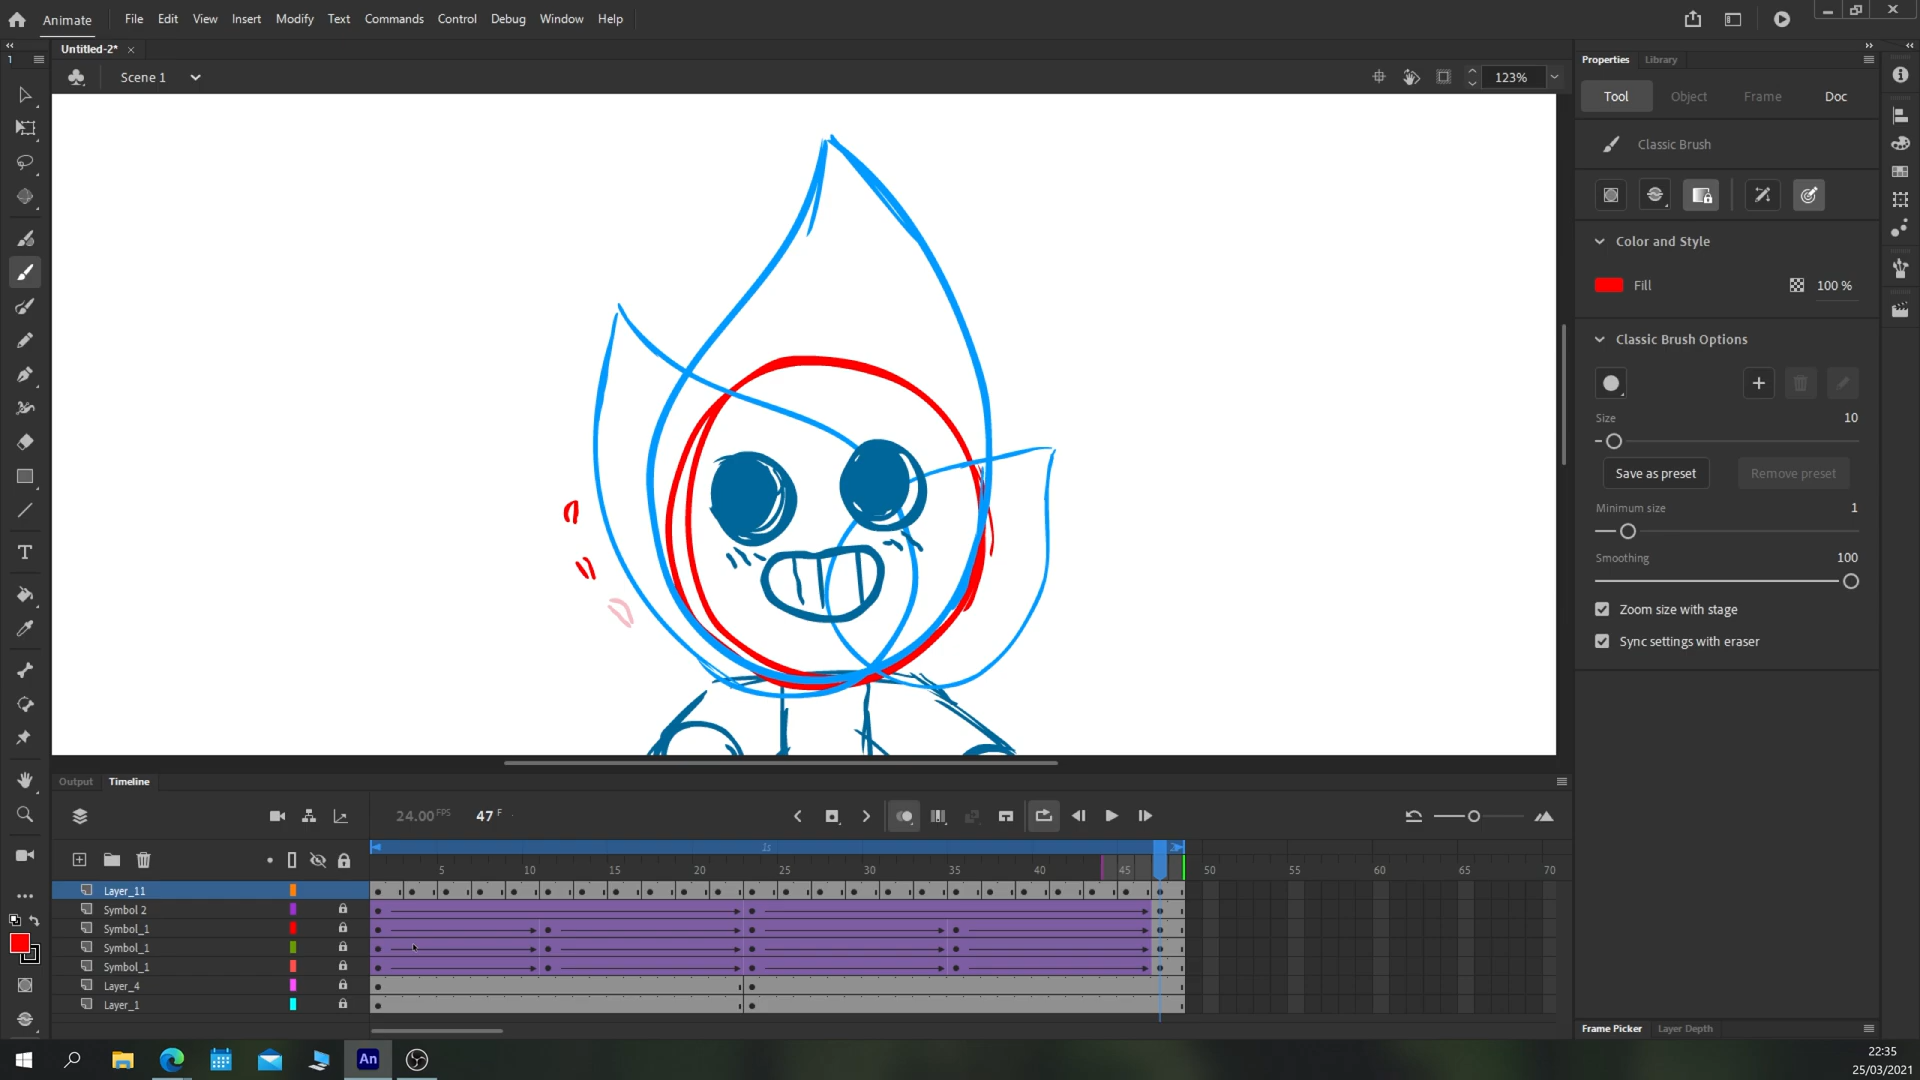 Animate File Edit View Insert Modify Text Commands Control Debug Window Help
Untitled-2*
1
Scene 1
123%
Properties Library
Tool Object Frame Doc
Classic Brush
Color and Style
Fill 100 %
Classic Brush Options
Size 10
Save as preset Remove preset
Minimum size 1
Smoothing 100
Zoom size with stage
Sync settings with eraser
Output Timeline
24.00 FPS 47 F
1s 2s
5 10 15 20 25 30 35 40 45 50 55 60 65 70
Layer_11
Symbol 2
Symbol_1
Symbol_1
Symbol_1
Layer_4
Layer_1
Frame Picker Layer Depth
An
22:35
25/03/2021